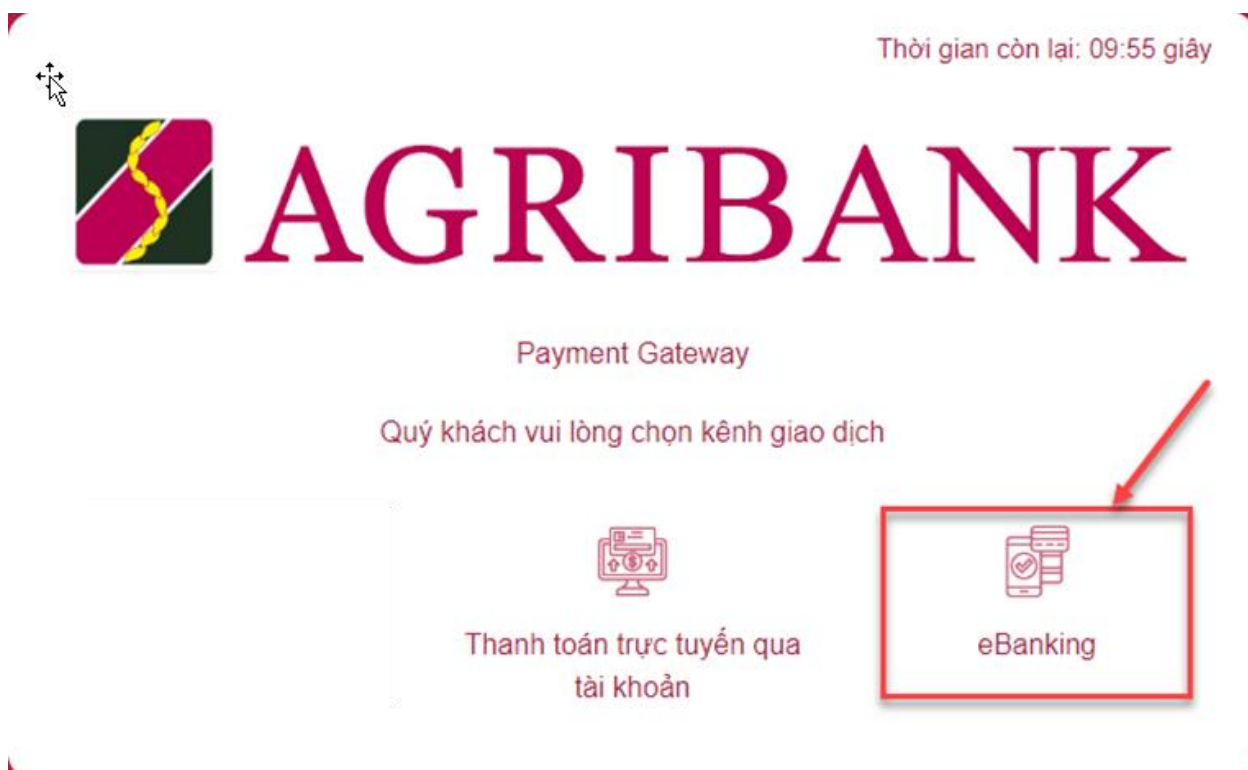 Thời gian còn lại: 09:55 giây
AGRIBANK
Payment Gateway
Quý khách vui lòng chọn kênh giao dịch
Thanh toán trực tuyến qua
tài khoản
eBanking